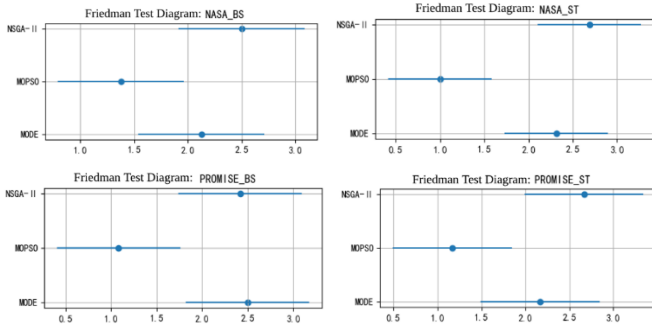 Friedman Test Diagram: NASA_BS
NSGA-II
MOPSO
MODE
1.0 1.5 2.0 2.5 3.0
Friedman Test Diagram: NASA_ST
NSGA-II
MOPSO
MODE
0.5 1.0 1.5 2.0 2.5 3.0
Friedman Test Diagram: PROMISE_BS
NSGA-II
MOPSO
MODE
0.5 1.0 1.5 2.0 2.5 3.0
Friedman Test Diagram: PROMISE_ST
NSGA-II
MOPSO
MODE
0.5 1.0 1.5 2.0 2.5 3.0